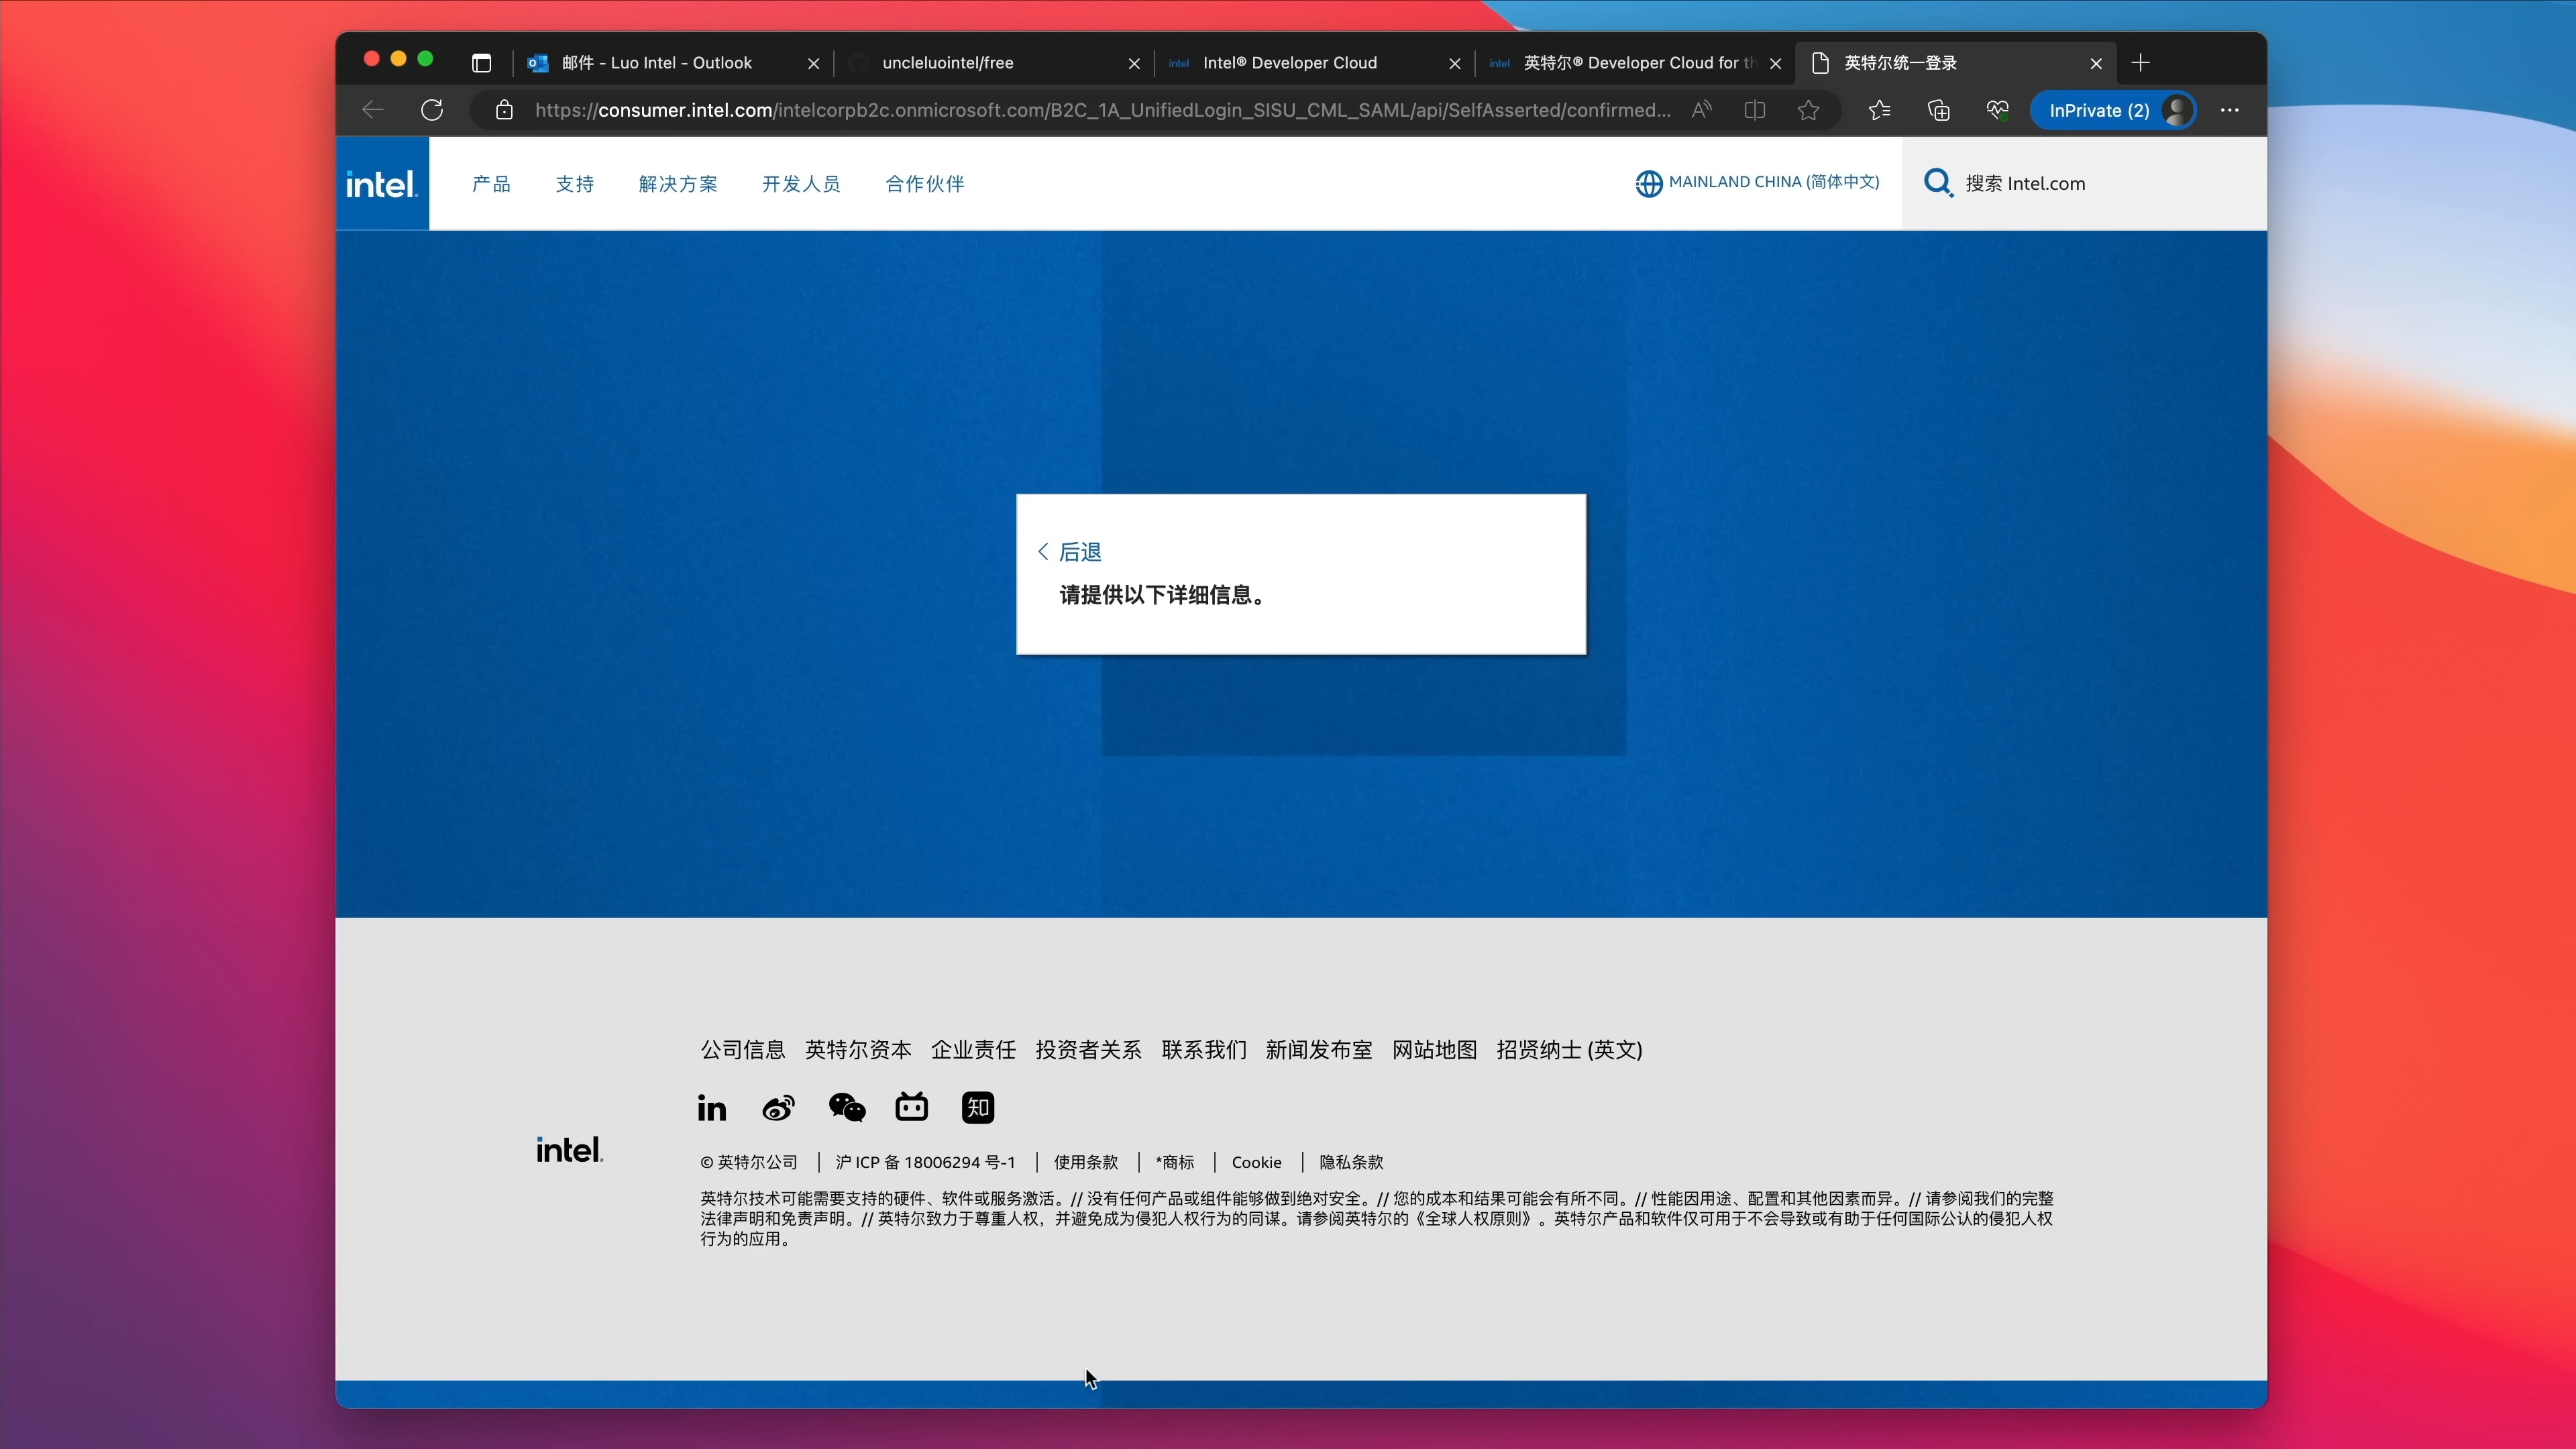 邮件 - Luo Intel - Outlook
uncleluointel/free
intel Intel® Developer Cloud
intel 英特尔® Developer Cloud for th
英特尔统一登录
https://consumer.intel.com/intelcorpb2c.onmicrosoft.com/B2C_1A_UnifiedLogin_SISU_CML_SAML/api/SelfAsserted/confirmed...
InPrivate (2)
intel.
产品 支持 解决方案 开发人员 合作伙伴
MAINLAND CHINA (简体中文)
搜索 Intel.com
后退
请提供以下详细信息。
公司信息 英特尔资本 企业责任 投资者关系 联系我们 新闻发布室 网站地图 招贤纳士 (英文)
in 知
intel.
© 英特尔公司 | 沪 ICP 备 18006294 号-1 | 使用条款 | *商标 | Cookie | 隐私条款
英特尔技术可能需要支持的硬件、软件或服务激活。// 没有任何产品或组件能够做到绝对安全。// 您的成本和结果可能会有所不同。// 性能因用途、配置和其他因素而异。// 请参阅我们的完整
法律声明和免责声明。// 英特尔致力于尊重人权，并避免成为侵犯人权行为的同谋。请参阅英特尔的《全球人权原则》。英特尔产品和软件仅可用于不会导致或有助于任何国际公认的侵犯人权
行为的应用。